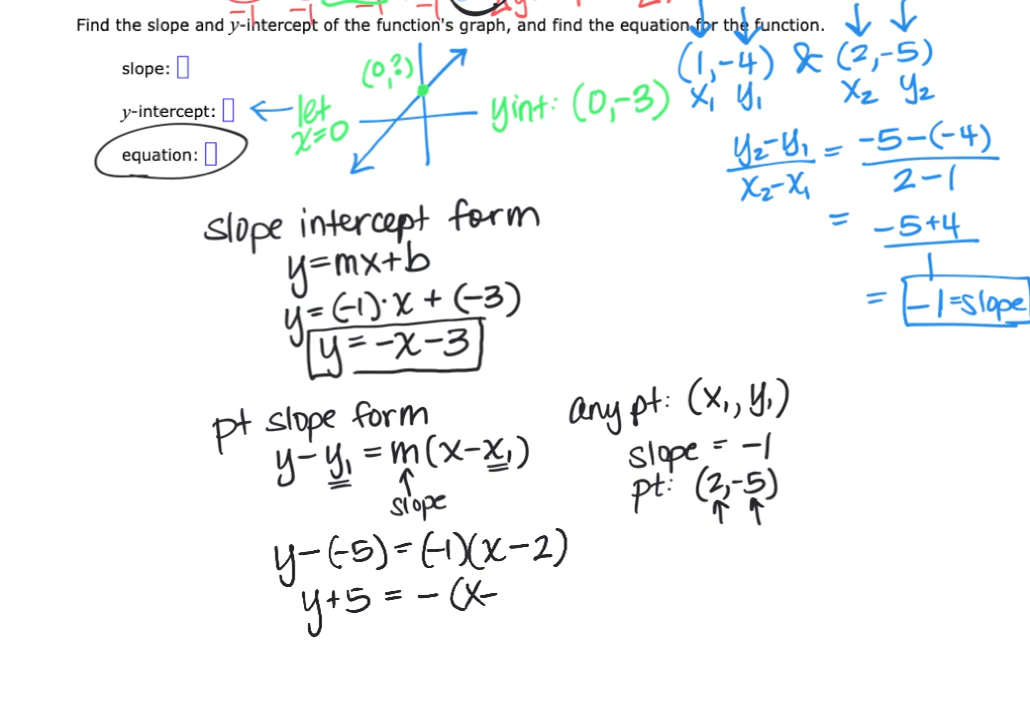 Find the slope and y-intercept of the function's graph, and find the equation for the function.
slope:
y-intercept:
equation:
(0,?)
let
x=0
yint: (0,-3)
(1,-4) & (2,-5)
x₁ y₁ x₂ y₂
y₂-y₁/x₂-x₁ = -5-(-4)/2-1
= -5+4/1
= -1=slope
slope intercept form
y=mx+b
y=(-1)·x + (-3)
y = -x-3
pt slope form
y-y₁ = m(x-x₁)
slope
any pt: (x₁, y₁)
slope = -1
pt: (2,-5)
y-(-5)=(-1)(x-2)
y+5 = -(x-